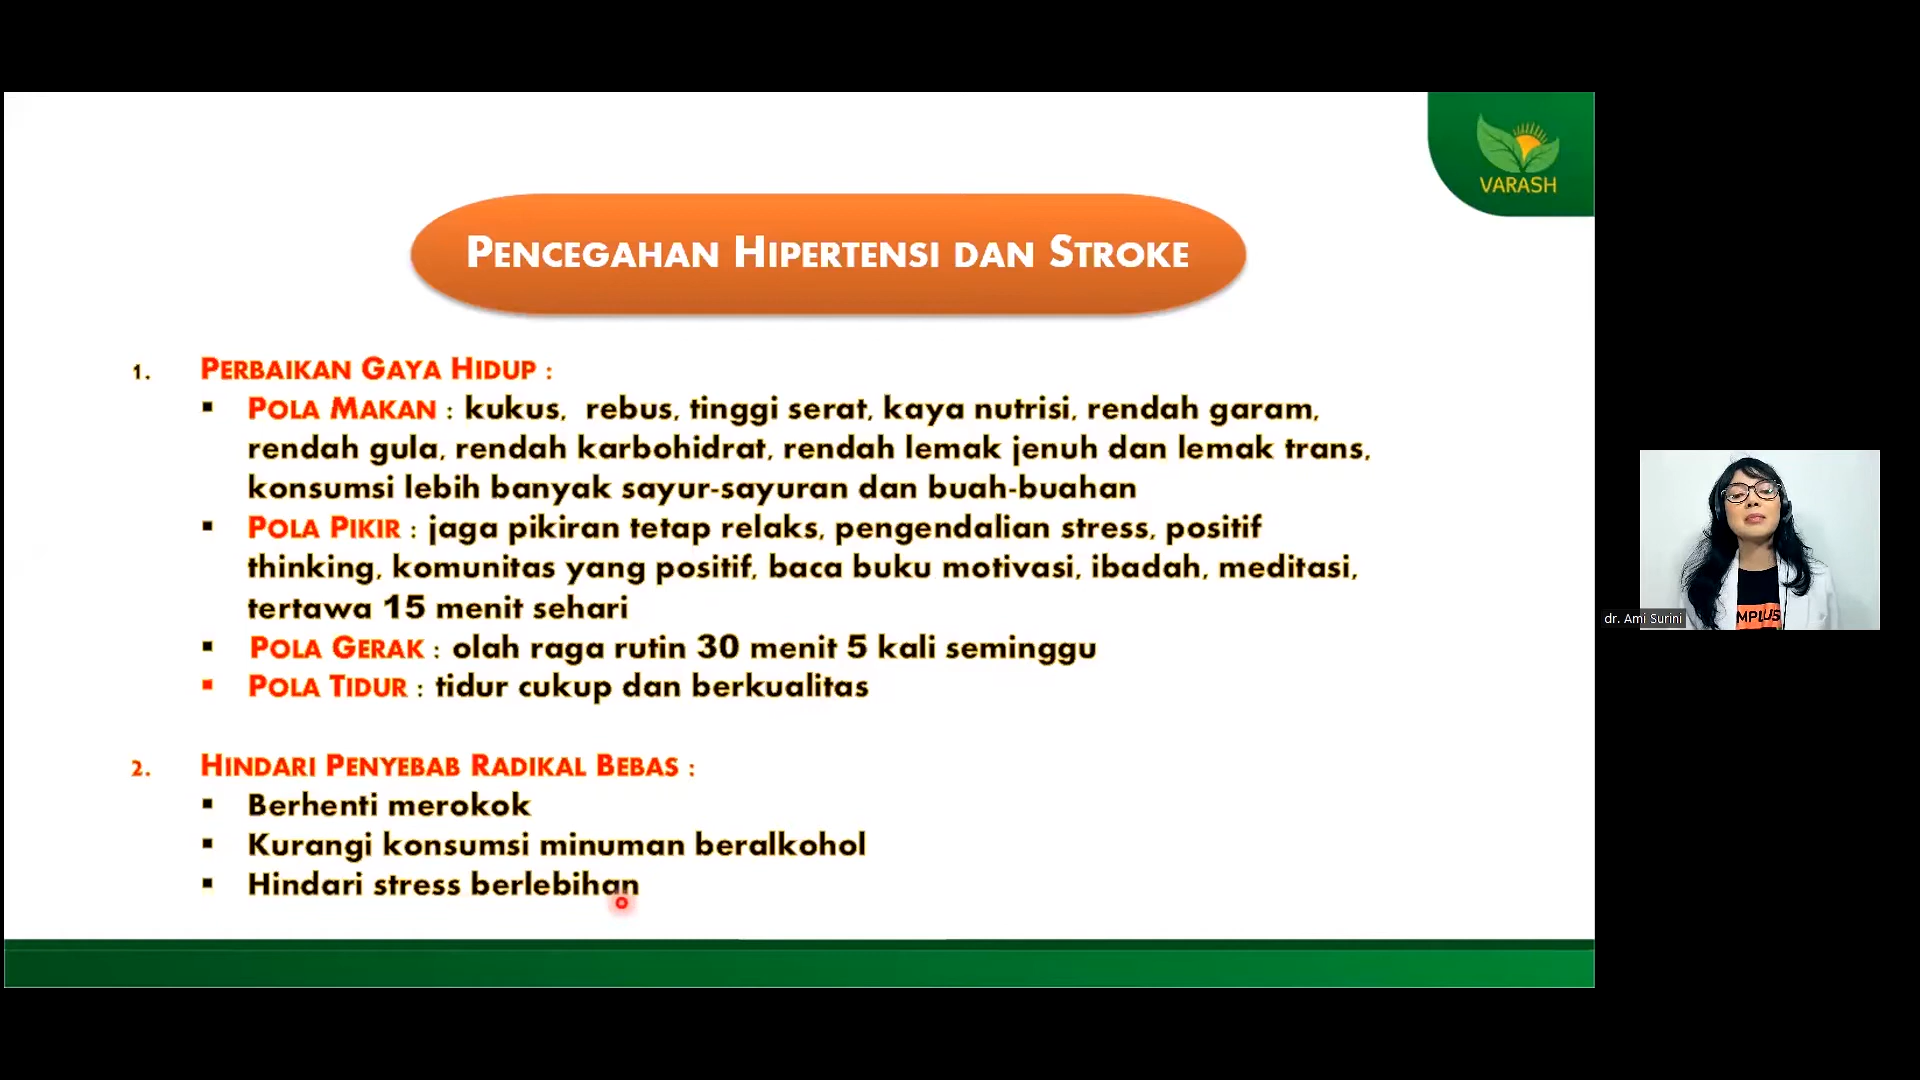 VARASH
PENCEGAHAN HIPERTENSI DAN STROKE
1. PERBAIKAN GAYA HIDUP :
▪ POLA MAKAN : kukus, rebus, tinggi serat, kaya nutrisi, rendah garam,
rendah gula, rendah karbohidrat, rendah lemak jenuh dan lemak trans,
konsumsi lebih banyak sayur-sayuran dan buah-buahan
▪ POLA PIKIR : jaga pikiran tetap relaks, pengendalian stress, positif
thinking, komunitas yang positif, baca buku motivasi, ibadah, meditasi,
tertawa 15 menit sehari
▪ POLA GERAK : olah raga rutin 30 menit 5 kali seminggu
▪ POLA TIDUR : tidur cukup dan berkualitas
2. HINDARI PENYEBAB RADIKAL BEBAS :
▪ Berhenti merokok
▪ Kurangi konsumsi minuman beralkohol
▪ Hindari stress berlebihan
MPLUS
dr. Ami Surini